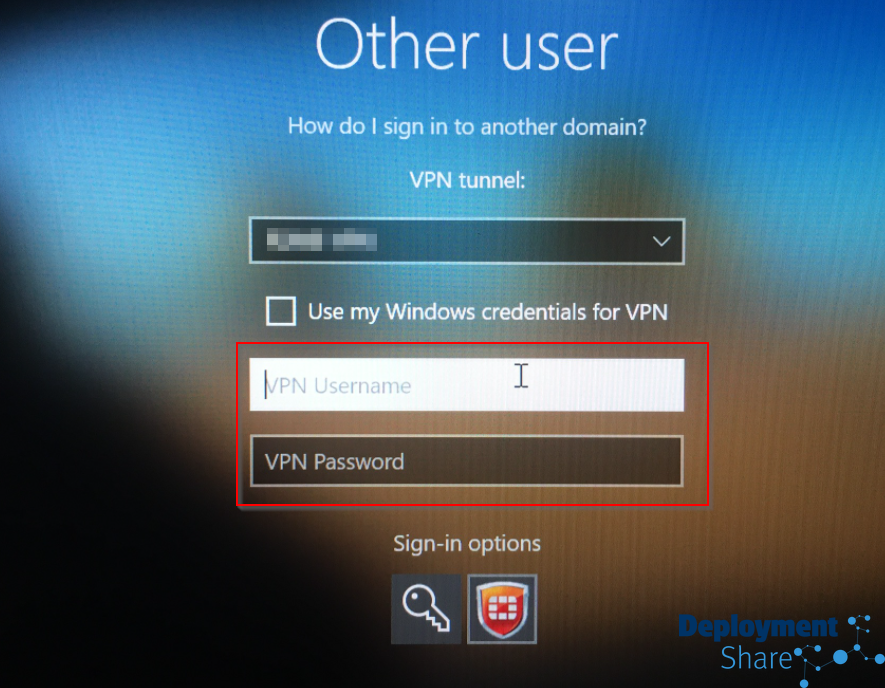 Other user
How do I sign in to another domain?
VPN tunnel:
Use my Windows credentials for VPN
VPN Username
VPN Password
Sign-in options
Deployment
Share